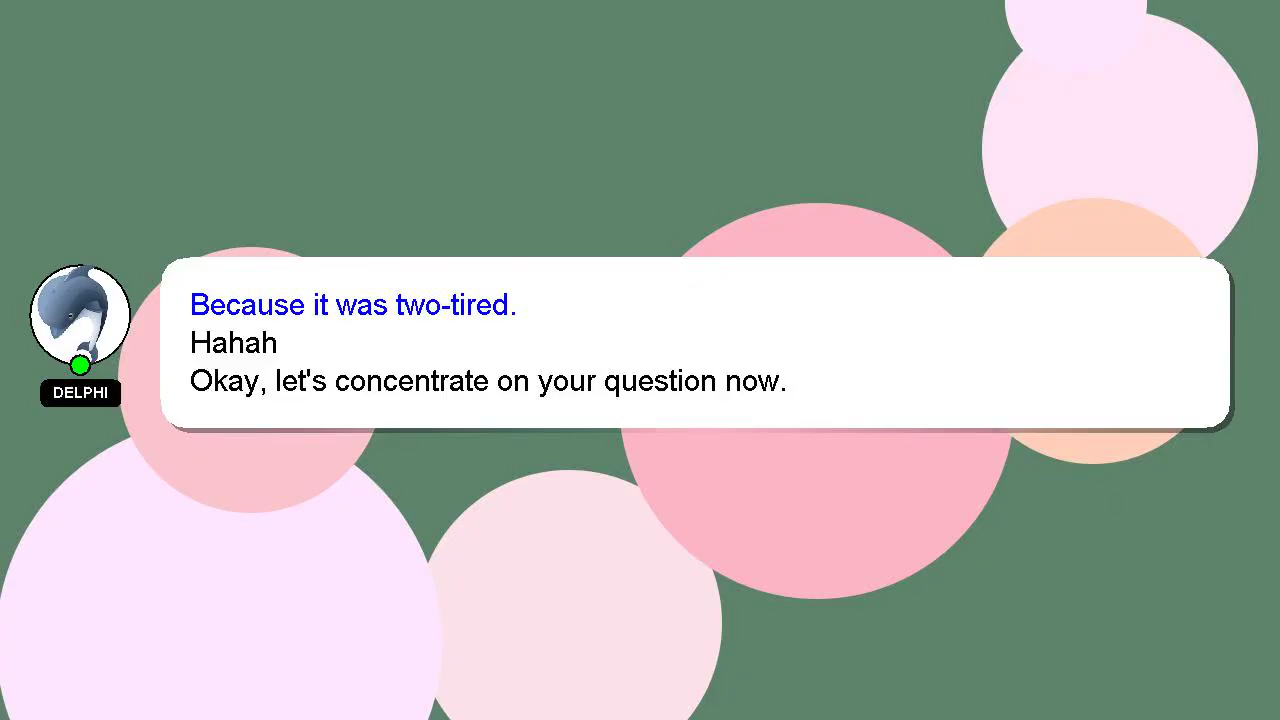 Because it was two-tired.
Hahah
Okay, let's concentrate on your question now.
DELPHI